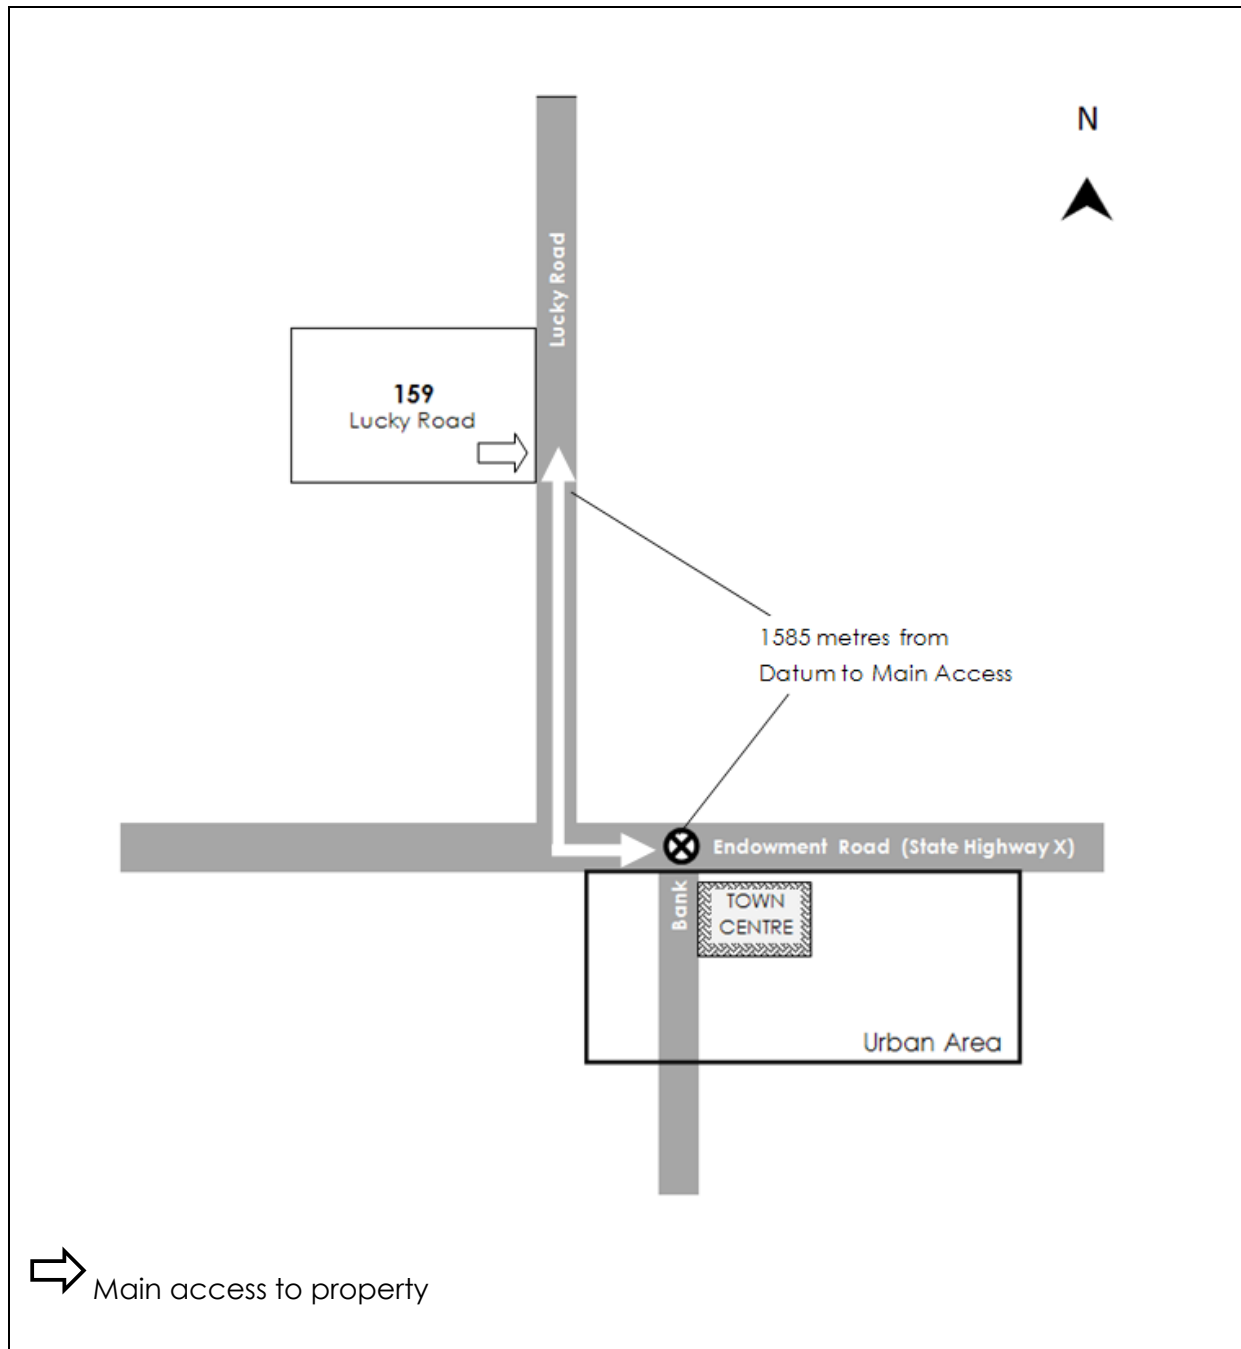 N
Lucky Road
159
Lucky Road
1585 metres from
Datum to Main Access
Endowment Road (State Highway X)
Bank
TOWN
CENTRE
Urban Area
Main access to property